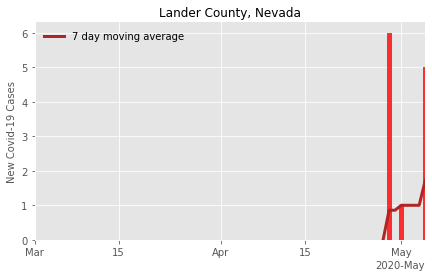 Lander County, Nevada
7 day moving average
New Covid-19 Cases
6
5
4
3
2
1
0
Mar
15
Apr
15
May
2020-May